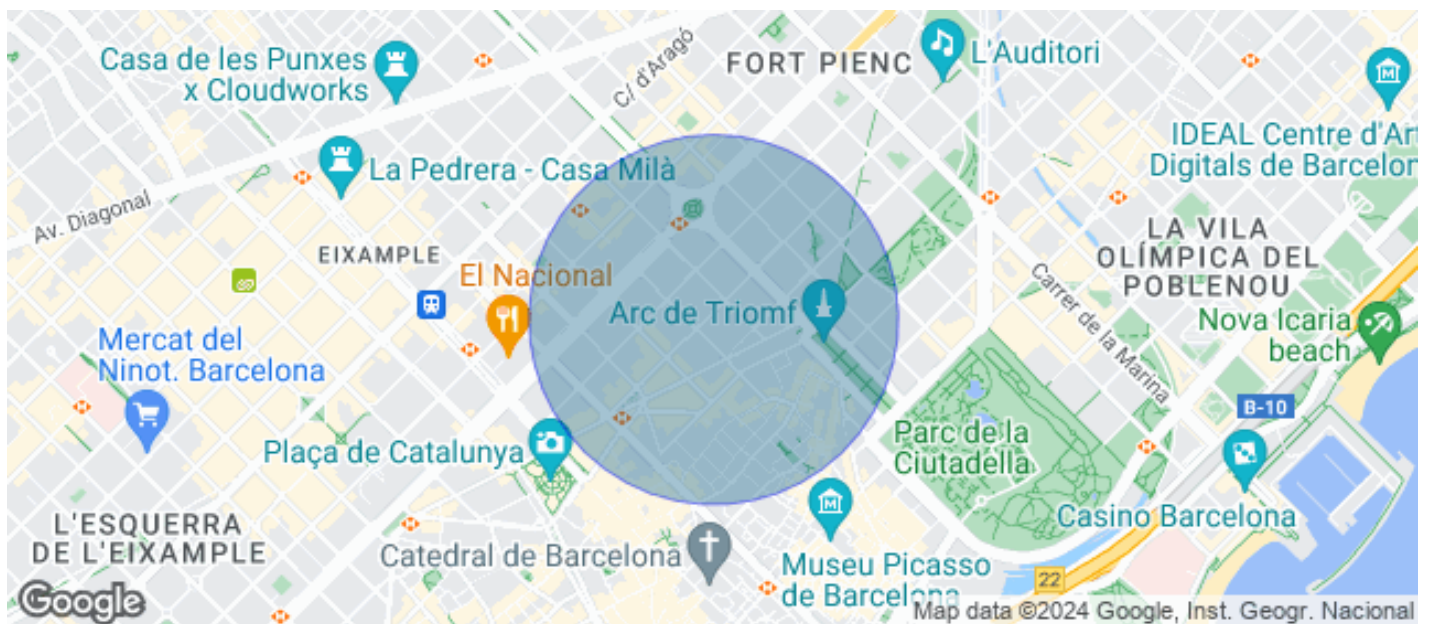 Casa de les Punxes
x Cloudworks
C/ d'Aragó
FORT PIENC
L'Auditori
La Pedrera - Casa Milà
IDEAL Centre d'Art
Digitals de Barcelon
Av. Diagonal
EIXAMPLE
LA VILA
OLÍMPICA DEL
POBLENOU
El Nacional
Arc de Triomf
Carrer de la Marina
Nova Icaria
beach
Mercat del
Ninot. Barcelona
B-10
Plaça de Catalunya
Parc de la
Ciutadella
L'ESQUERRA
DE L'EIXAMPLE
Catedral de Barcelona
Museu Picasso
de Barcelona
Casino Barcelona
22
Google
Map data ©2024 Google, Inst. Geogr. Nacional